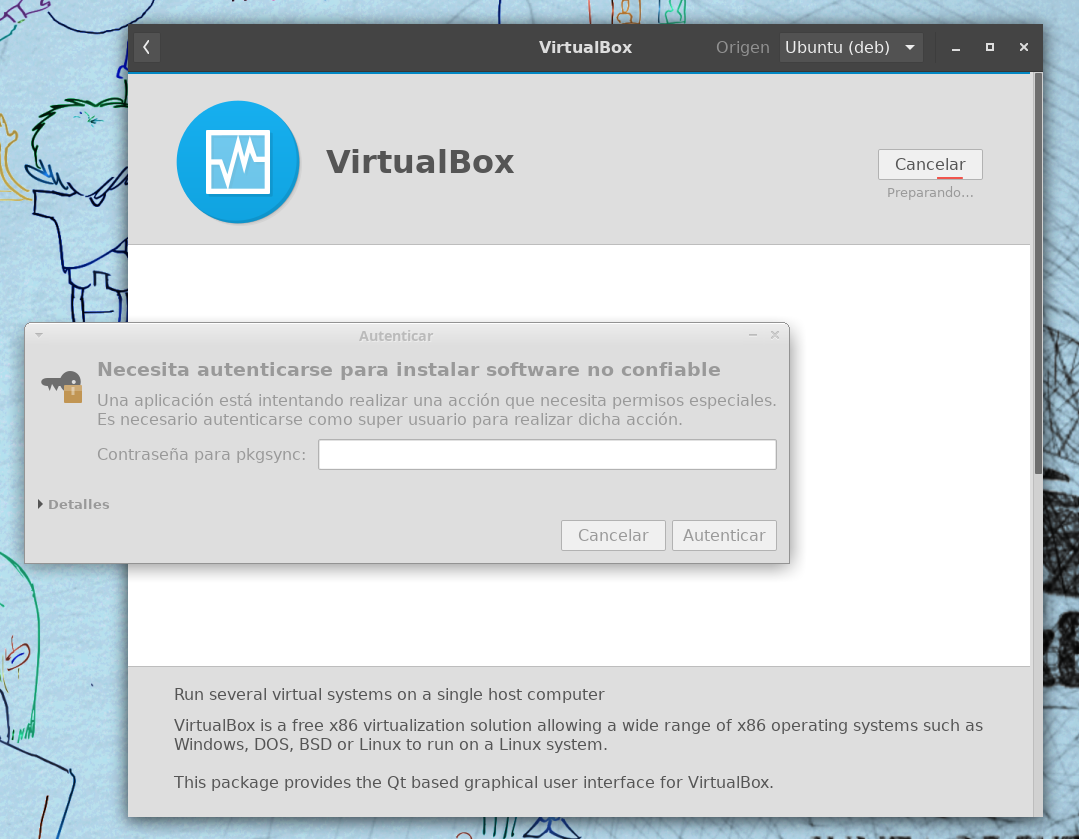 VirtualBox
Origen
Ubuntu (deb)
VirtualBox
Cancelar
Preparando...
Autenticar
Necesita autenticarse para instalar software no confiable
Una aplicación está intentando realizar una acción que necesita permisos especiales.
Es necesario autenticarse como super usuario para realizar dicha acción.
Contraseña para pkgsync:
Detalles
Cancelar
Autenticar
Run several virtual systems on a single host computer
VirtualBox is a free x86 virtualization solution allowing a wide range of x86 operating systems such as
Windows, DOS, BSD or Linux to run on a Linux system.
This package provides the Qt based graphical user interface for VirtualBox.